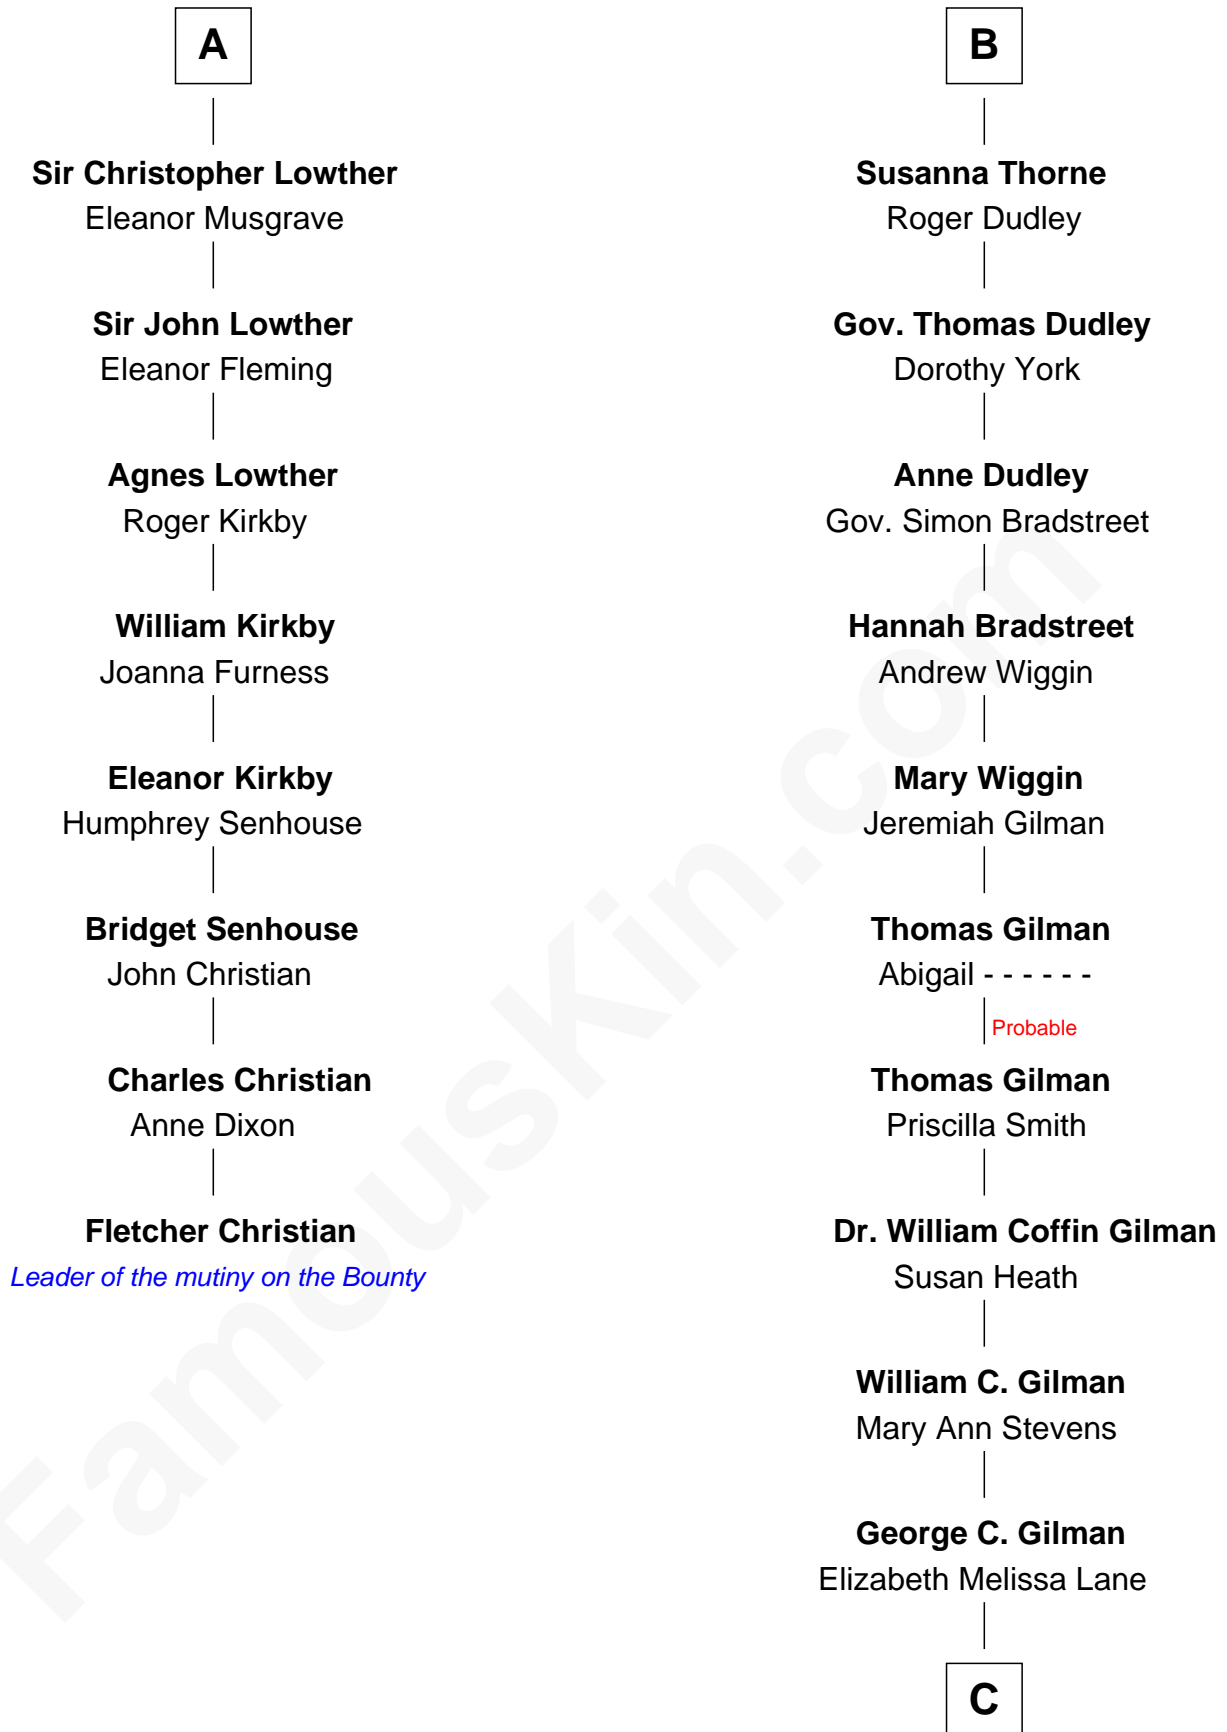 A
Sir Christopher Lowther
Eleanor Musgrave
Sir John Lowther
Eleanor Fleming
Agnes Lowther
Roger Kirkby
William Kirkby
Joanna Furness
Eleanor Kirkby
Humphrey Senhouse
Bridget Senhouse
John Christian
Charles Christian
Anne Dixon
Fletcher Christian
Leader of the mutiny on the Bounty
B
Susanna Thorne
Roger Dudley
Gov. Thomas Dudley
Dorothy York
Anne Dudley
Gov. Simon Bradstreet
Hannah Bradstreet
Andrew Wiggin
Mary Wiggin
Jeremiah Gilman
Thomas Gilman
Abigail - - - - - -
Probable
Thomas Gilman
Priscilla Smith
Dr. William Coffin Gilman
Susan Heath
William C. Gilman
Mary Ann Stevens
George C. Gilman
Elizabeth Melissa Lane
C
FamousKin.com